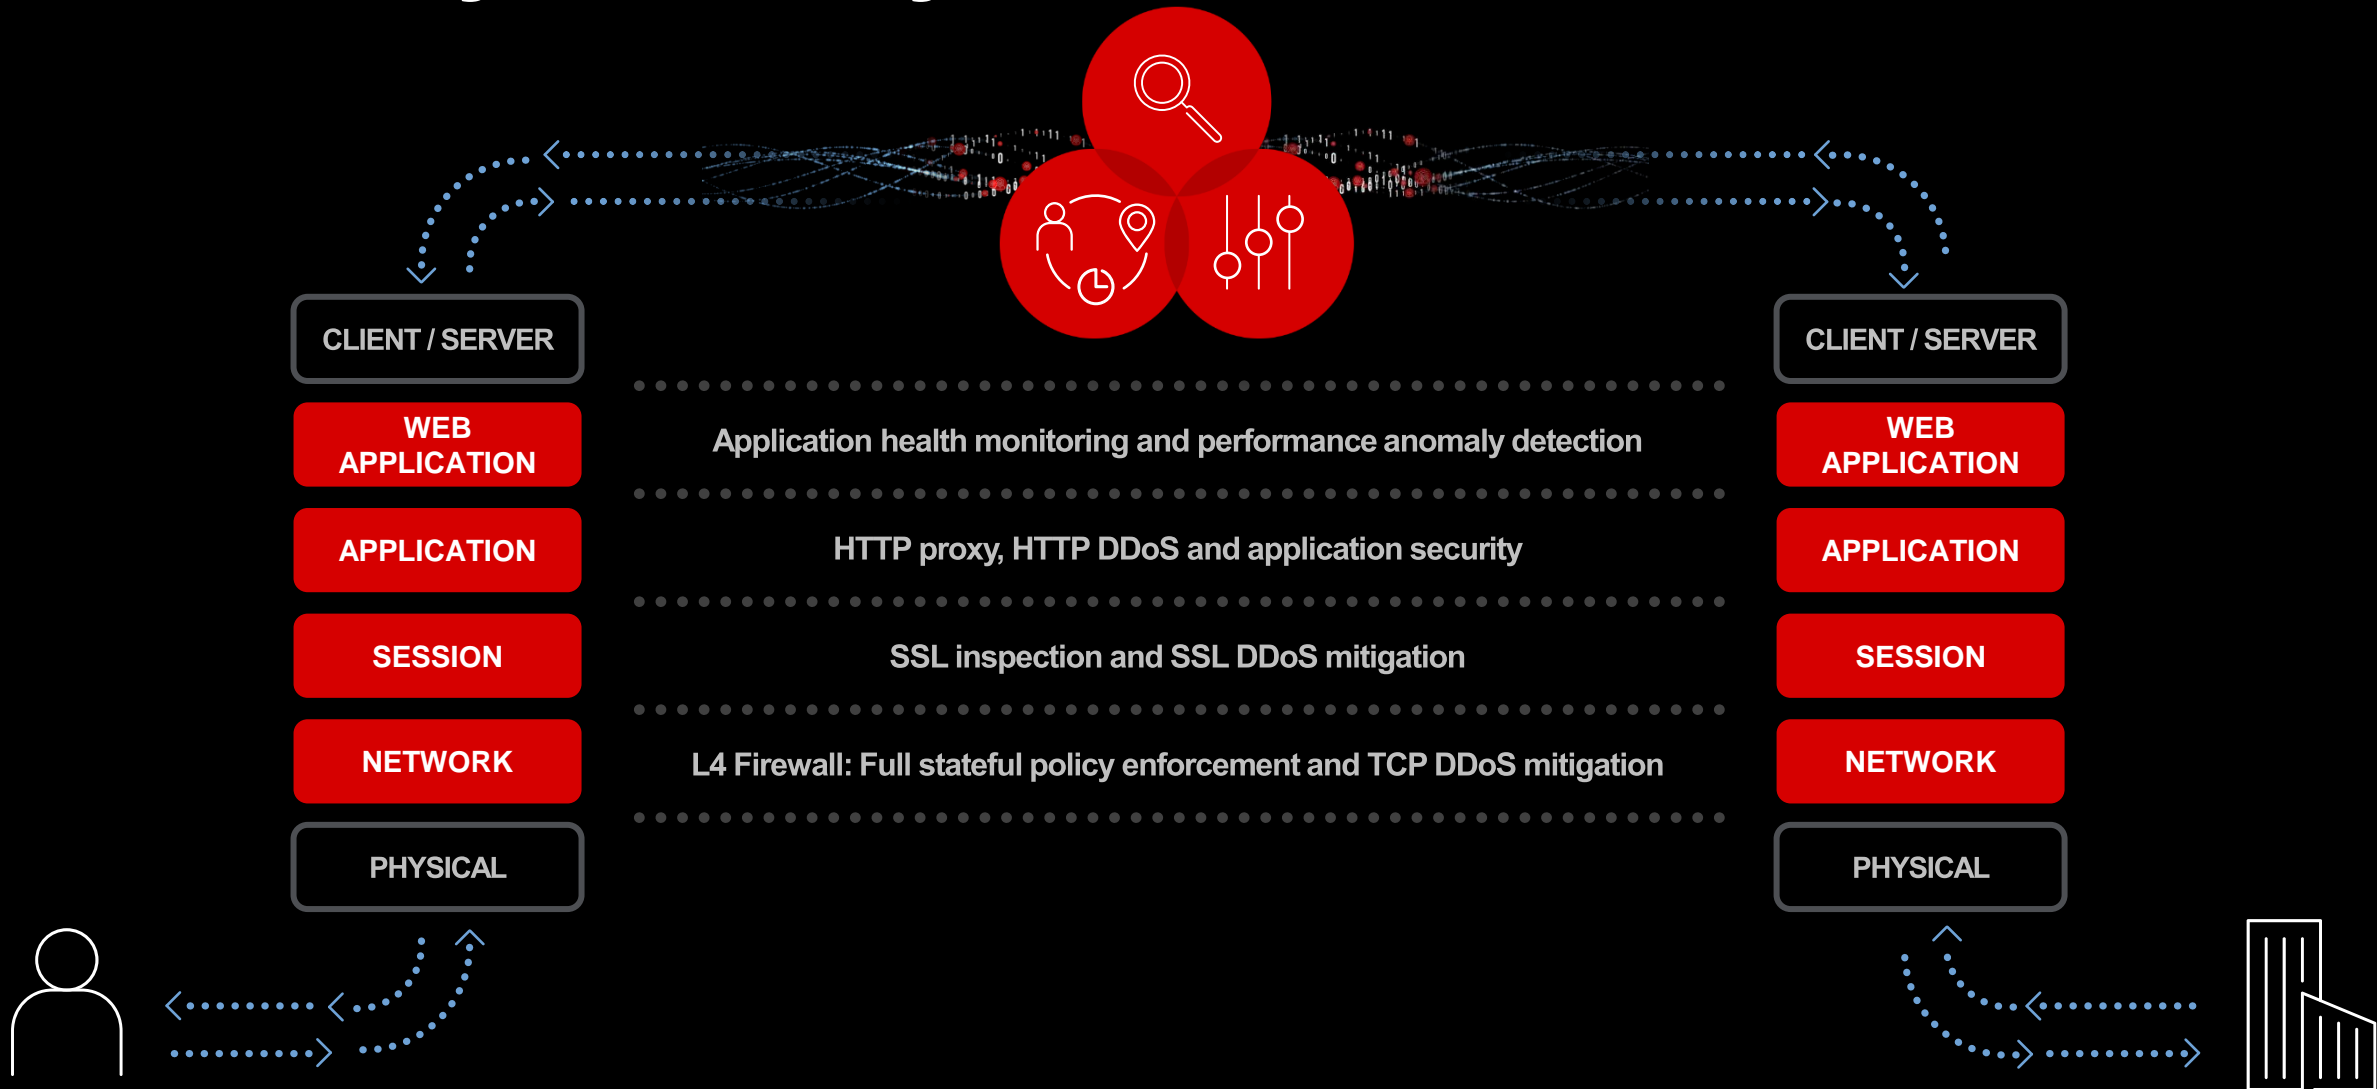 CLIENT / SERVER
WEB
APPLICATION
APPLICATION
SESSION
NETWORK
PHYSICAL
Application health monitoring and performance anomaly detection
HTTP proxy, HTTP DDoS and application security
SSL inspection and SSL DDoS mitigation
L4 Firewall: Full stateful policy enforcement and TCP DDoS mitigation
CLIENT / SERVER
WEB
APPLICATION
APPLICATION
SESSION
NETWORK
PHYSICAL